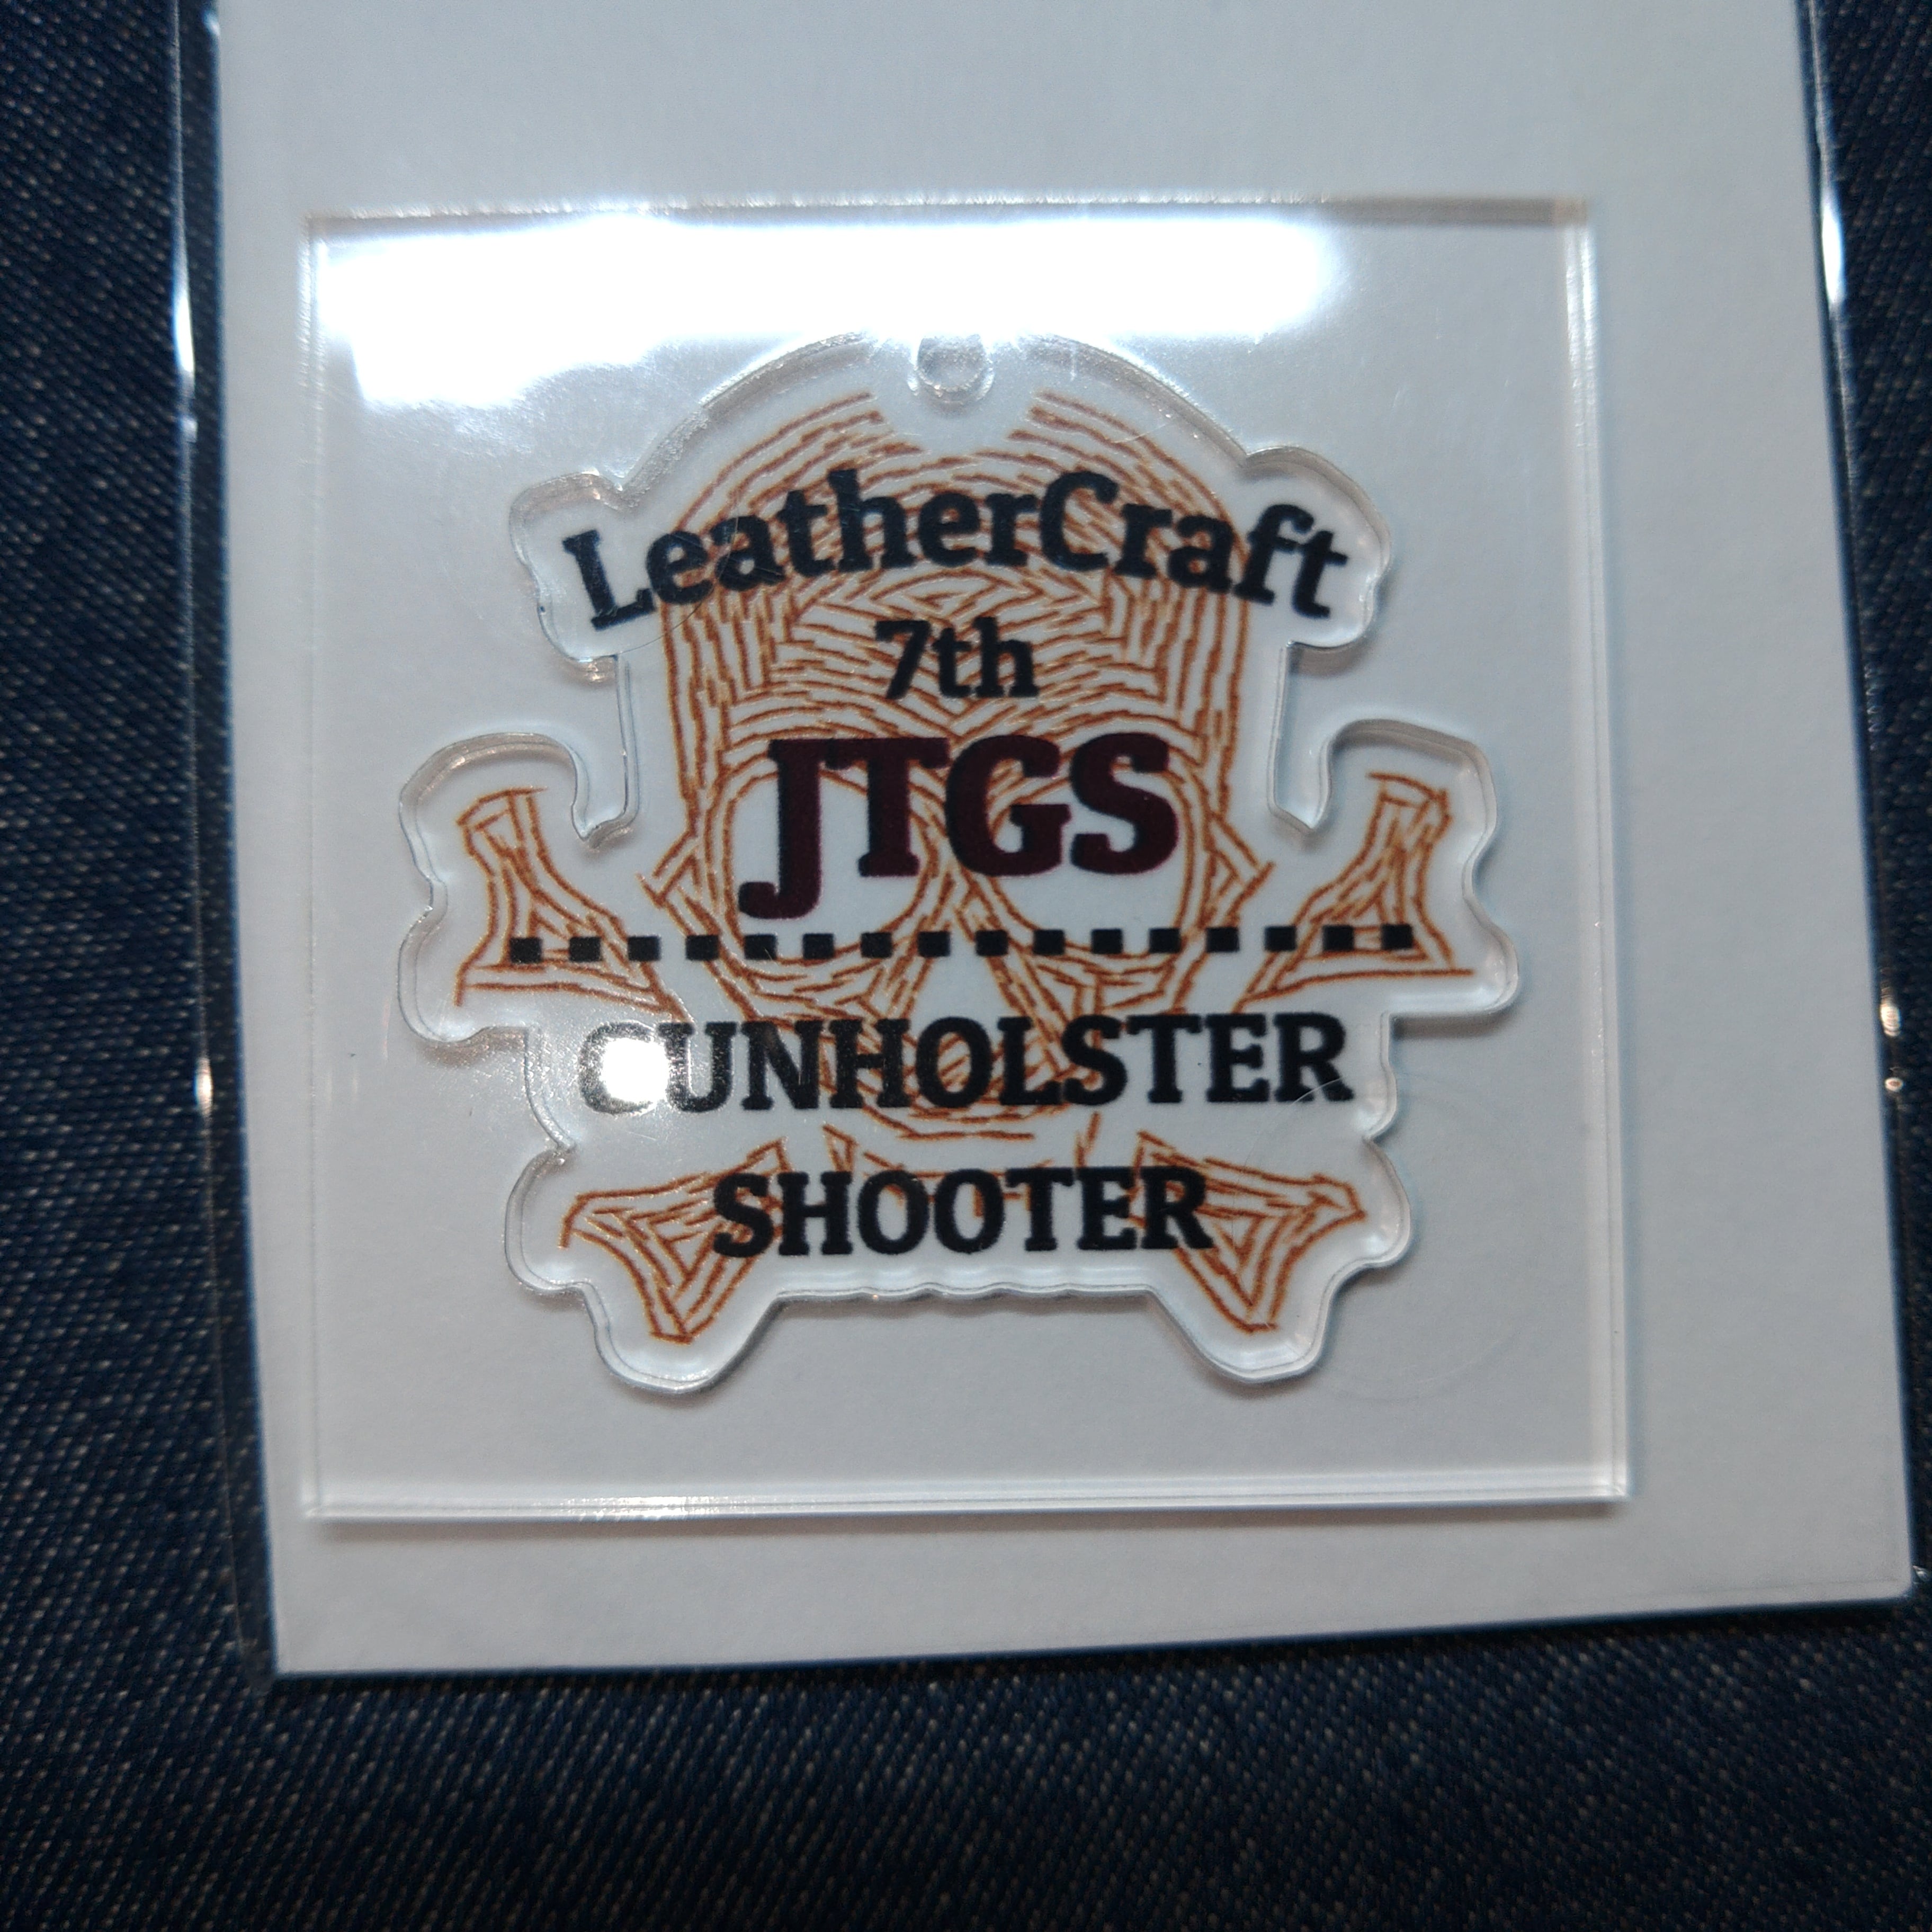 LeatherCraft
7th
JTGS
GUNHOLSTER
SHOOTER